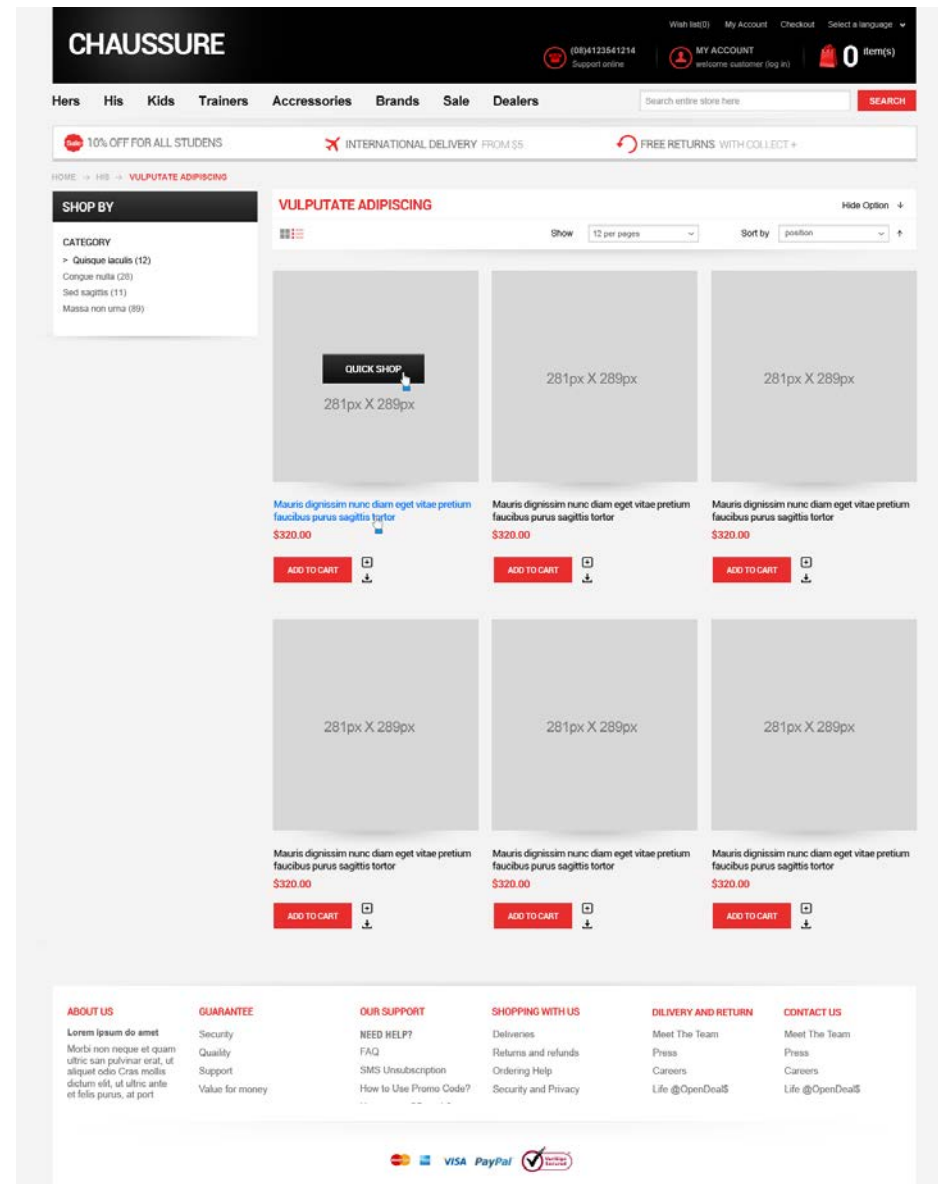 Wish list(0) My Account Checkout Select a language
CHAUSSURE
(08)4123541214
Support online
MY ACCOUNT
welcome customer (log in)
0 item(s)
Hers His Kids Trainers Accressories Brands Sale Dealers
Search entire store here
SEARCH
Sale 10% OFF FOR ALL STUDENS
INTERNATIONAL DELIVERY FROM $5
FREE RETURNS WITH COLLECT +
HOME → HIS → VULPUTATE ADIPISCING
SHOP BY
CATEGORY
> Quisque iaculis (12)
Congue nulla (28)
Sed sagittis (11)
Massa non urna (89)
VULPUTATE ADIPISCING
Hide Option
Show 12 per pages
Sort by position
QUICK SHOP
281px X 289px
281px X 289px
281px X 289px
Mauris dignissim nunc diam eget vitae pretium
faucibus purus sagittis tortor
$320.00
ADD TO CART
Mauris dignissim nunc diam eget vitae pretium
faucibus purus sagittis tortor
$320.00
ADD TO CART
Mauris dignissim nunc diam eget vitae pretium
faucibus purus sagittis tortor
$320.00
ADD TO CART
281px X 289px
281px X 289px
281px X 289px
Mauris dignissim nunc diam eget vitae pretium
faucibus purus sagittis tortor
$320.00
ADD TO CART
Mauris dignissim nunc diam eget vitae pretium
faucibus purus sagittis tortor
$320.00
ADD TO CART
Mauris dignissim nunc diam eget vitae pretium
faucibus purus sagittis tortor
$320.00
ADD TO CART
ABOUT US
Lorem ipsum do amet
Morbi non neque et quam
ultric san pulvinar erat, ut
aliquet odio Cras mollis
dictum elit, ut ultric ante
et felis purus, at port
GUARANTEE
Security
Quaility
Support
Value for money
OUR SUPPORT
NEED HELP?
FAQ
SMS Unsubscription
How to Use Promo Code?
SHOPPING WITH US
Deliveries
Returns and refunds
Ordering Help
Security and Privacy
DILIVERY AND RETURN
Meet The Team
Press
Careers
Life @OpenDeal$
CONTACT US
Meet The Team
Press
Careers
Life @OpenDeal$
VISA PayPal VeriSign Secured